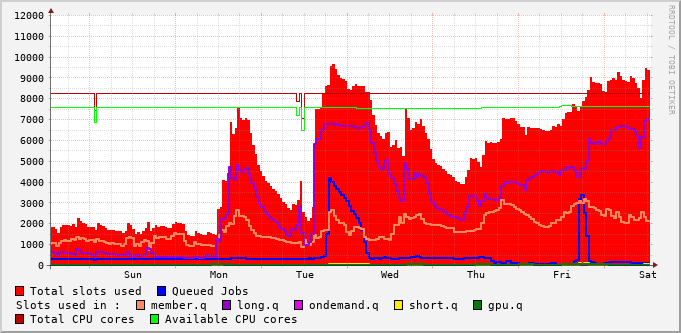 RRDTOOL / TOBI OETIKER
12000
11000
10000
9000
8000
7000
6000
5000
4000
3000
2000
1000
0
Sun Mon Tue Wed Thu Fri Sat
Total slots used Queued Jobs
Slots used in : member.q long.q ondemand.q short.q gpu.q
Total CPU cores Available CPU cores